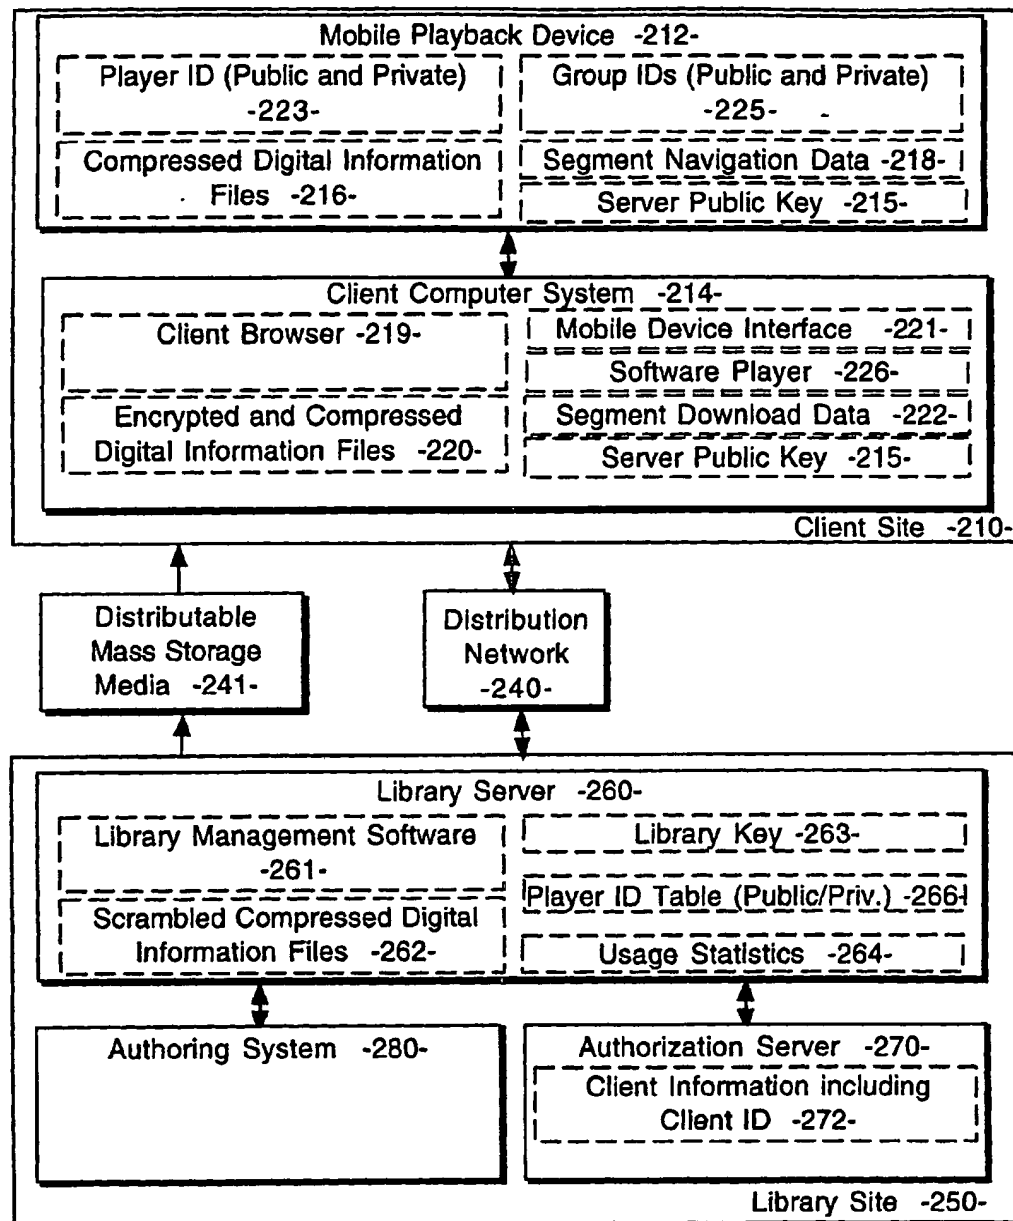 Mobile Playback Device -212-
Player ID (Public and Private)
-223-
Group IDs (Public and Private)
-225-
Compressed Digital Information
Files -216-
Segment Navigation Data -218-
Server Public Key -215-
Client Computer System -214-
Client Browser -219-
Mobile Device Interface -221-
Software Player -226-
Encrypted and Compressed
Digital Information Files -220-
Segment Download Data -222-
Server Public Key -215-
Client Site -210-
Distributable
Mass Storage
Media -241-
Distribution
Network
-240-
Library Server -260-
Library Management Software
-261-
Library Key -263-
Player ID Table (Public/Priv.) -266-
Scrambled Compressed Digital
Information Files -262-
Usage Statistics -264-
Authoring System -280-
Authorization Server -270-
Client Information including
Client ID -272-
Library Site -250-